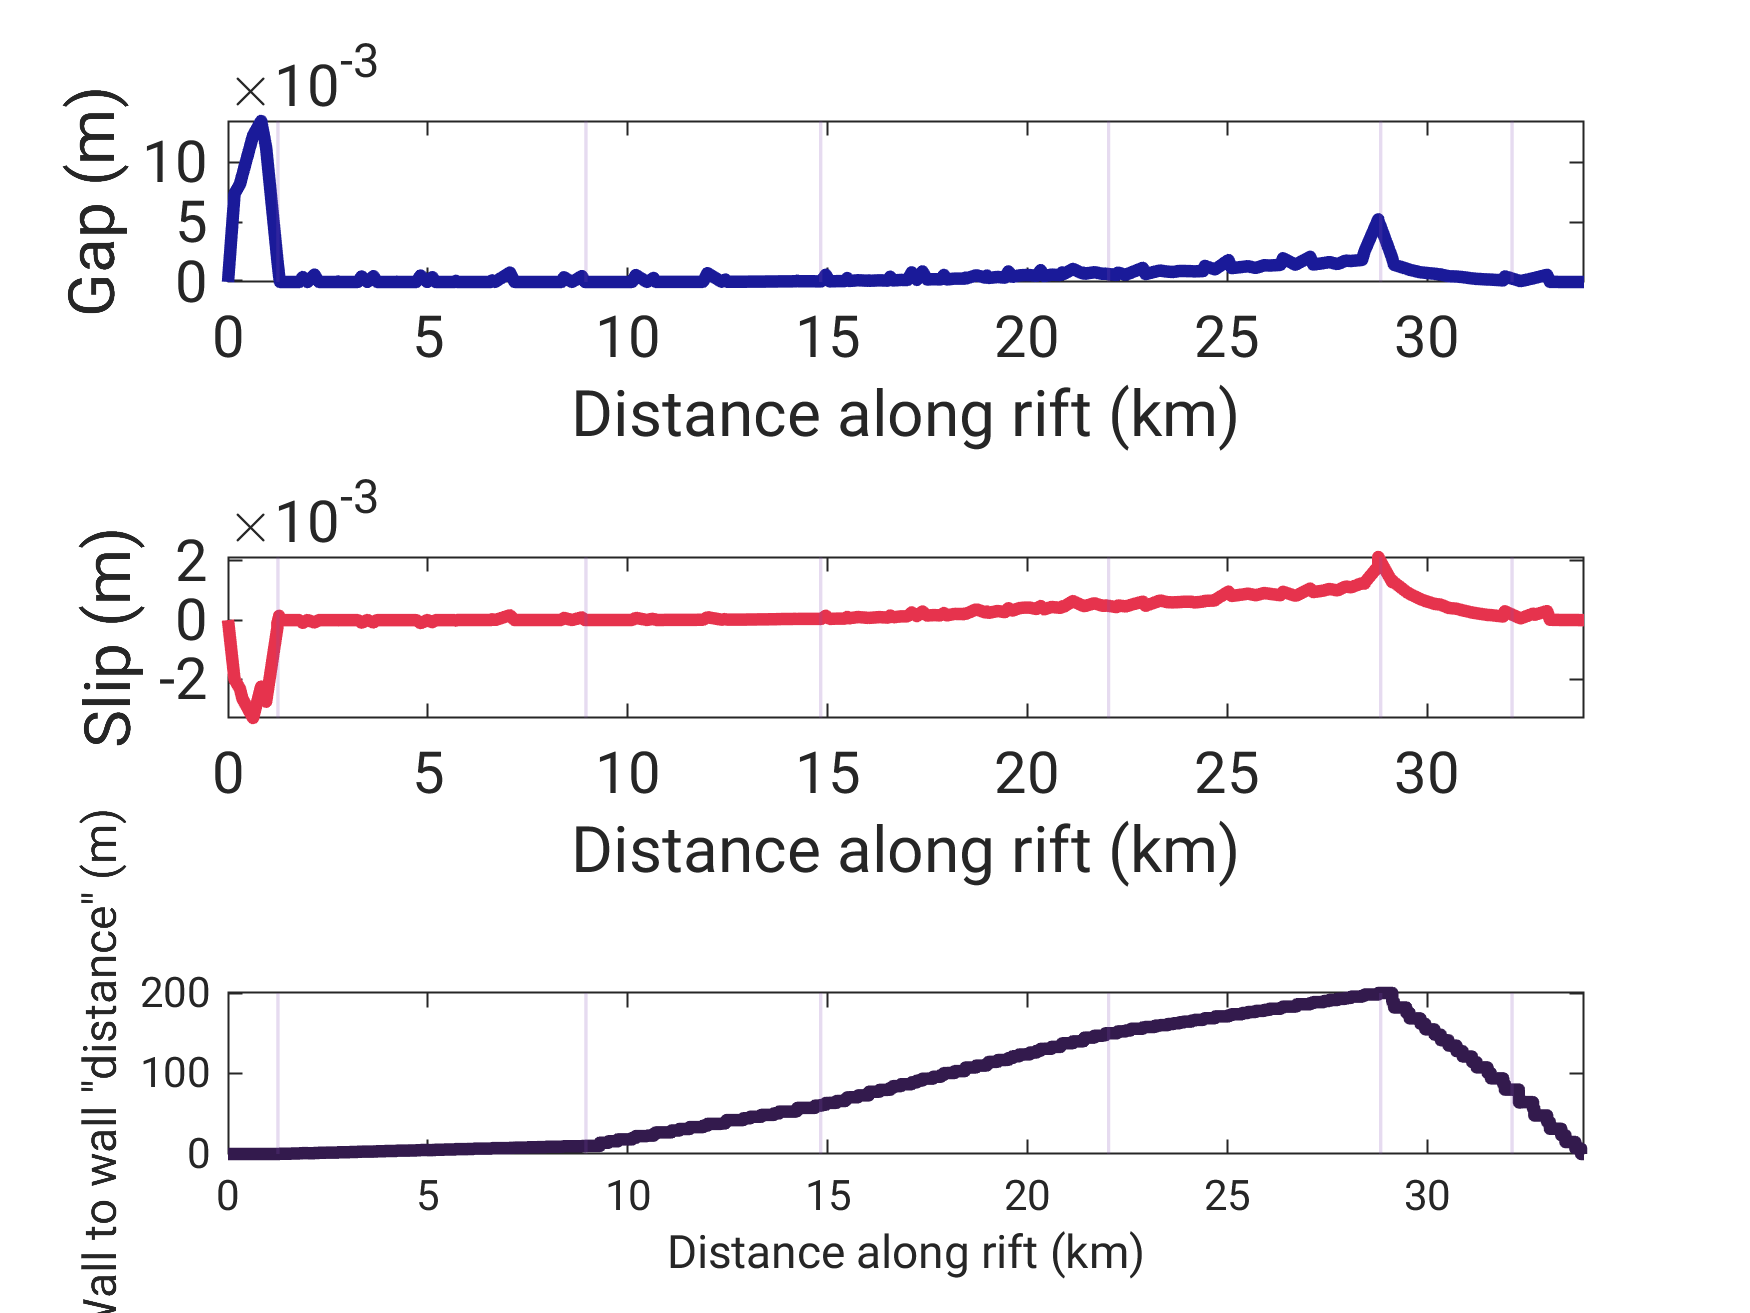 ×10-3
Gap (m)
10
5
0
0 5 10 15 20 25 30
Distance along rift (km)
×10-3
Slip (m)
2
0
-2
0 5 10 15 20 25 30
Distance along rift (km)
to wall "distance" (m)
200
100
0
0 5 10 15 20 25 30
Distance along rift (km)